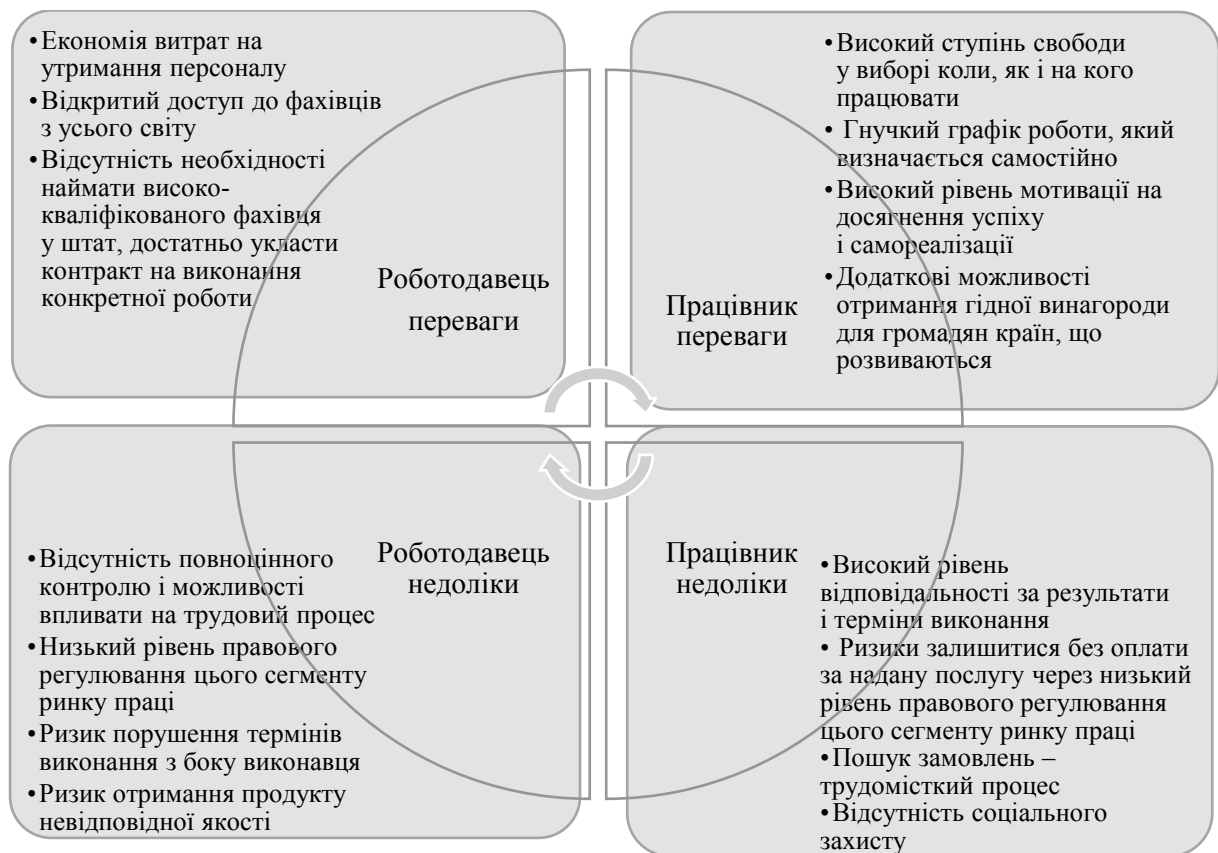 •Економія витрат на
утримання персоналу
•Відкритий доступ до фахівців
з усього світу
•Відсутність необхідності
наймати високо-
кваліфікованого фахівця
у штат, достатньо укласти
контракт на виконання
конкретної роботи
Роботодавець
переваги
•Високий ступінь свободи
у виборі коли, як і на кого
працювати
• Гнучкий графік роботи, який
визначається самостійно
•Високий рівень мотивації на
досягнення успіху
і самореалізації
•Додаткові можливості
отримання гідної винагороди
для громадян країн, що
розвиваються
Працівник
переваги
•Відсутність повноцінного
контролю і можливості
впливати на трудовий процес
•Низький рівень правового
регулювання цього сегменту
ринку праці
•Ризик порушення термінів
виконання з боку виконавця
•Ризик отримання продукту
невідповідної якості
Роботодавець
недоліки
Працівник
недоліки
•Високий рівень
відповідальності за результати
і терміни виконання
• Ризики залишитися без оплати
за надану послугу через низький
рівень правового регулювання
цього сегменту ринку праці
•Пошук замовлень –
трудомісткий процес
•Відсутність соціального
захисту